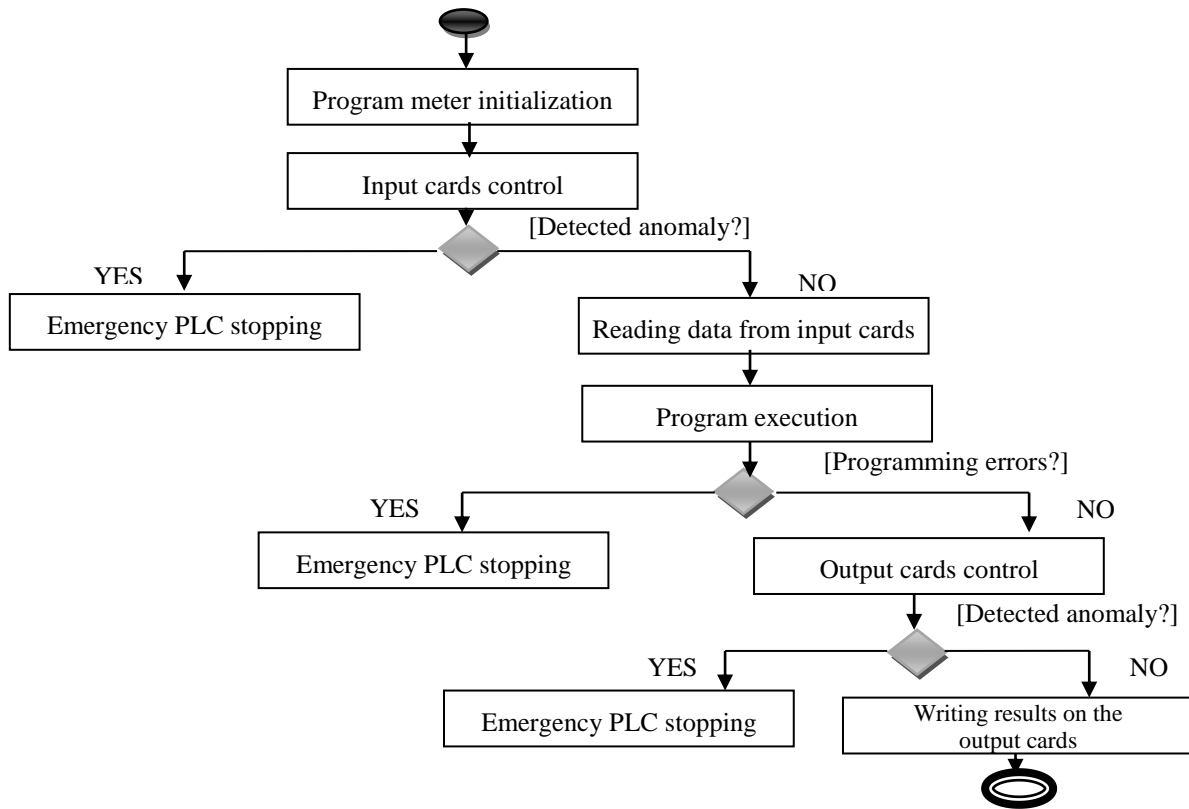 Program meter initialization
Input cards control
[Detected anomaly?]
YES
NO
Emergency PLC stopping
Reading data from input cards
Program execution
[Programming errors?]
YES
NO
Emergency PLC stopping
Output cards control
[Detected anomaly?]
YES
NO
Emergency PLC stopping
Writing results on the
output cards